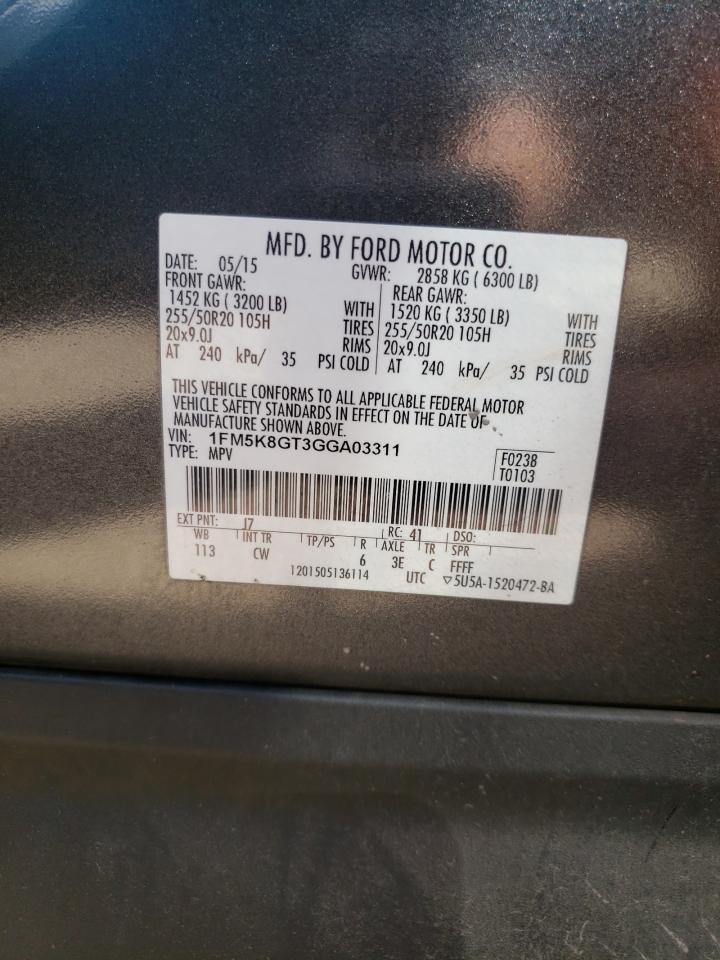 MFD. BY FORD MOTOR CO.
DATE: 05/15 GVWR: 2858 KG ( 6300 LB)
FRONT GAWR: REAR GAWR:
1452 KG ( 3200 LB) WITH 1520 KG ( 3350 LB) WITH
255/50R20 105H TIRES 255/50R20 105H TIRES
20x9.0J RIMS 20x9.0J RIMS
AT 240 kPa/ 35 PSI COLD AT 240 kPa/ 35 PSI COLD
THIS VEHICLE CONFORMS TO ALL APPLICABLE FEDERAL MOTOR
VEHICLE SAFETY STANDARDS IN EFFECT ON THE DATE OF
MANUFACTURE SHOWN ABOVE.
VIN: 1FM5K8GT3GGA03311
TYPE: MPV
F0238
T0103
EXT PNT: J7 RC: 41 DSO:
WB INT TR TP/PS R AXLE TR SPR
113 CW 6 3E C FFFF
1201505136114 UTC ▽5U5A-1520472-BA